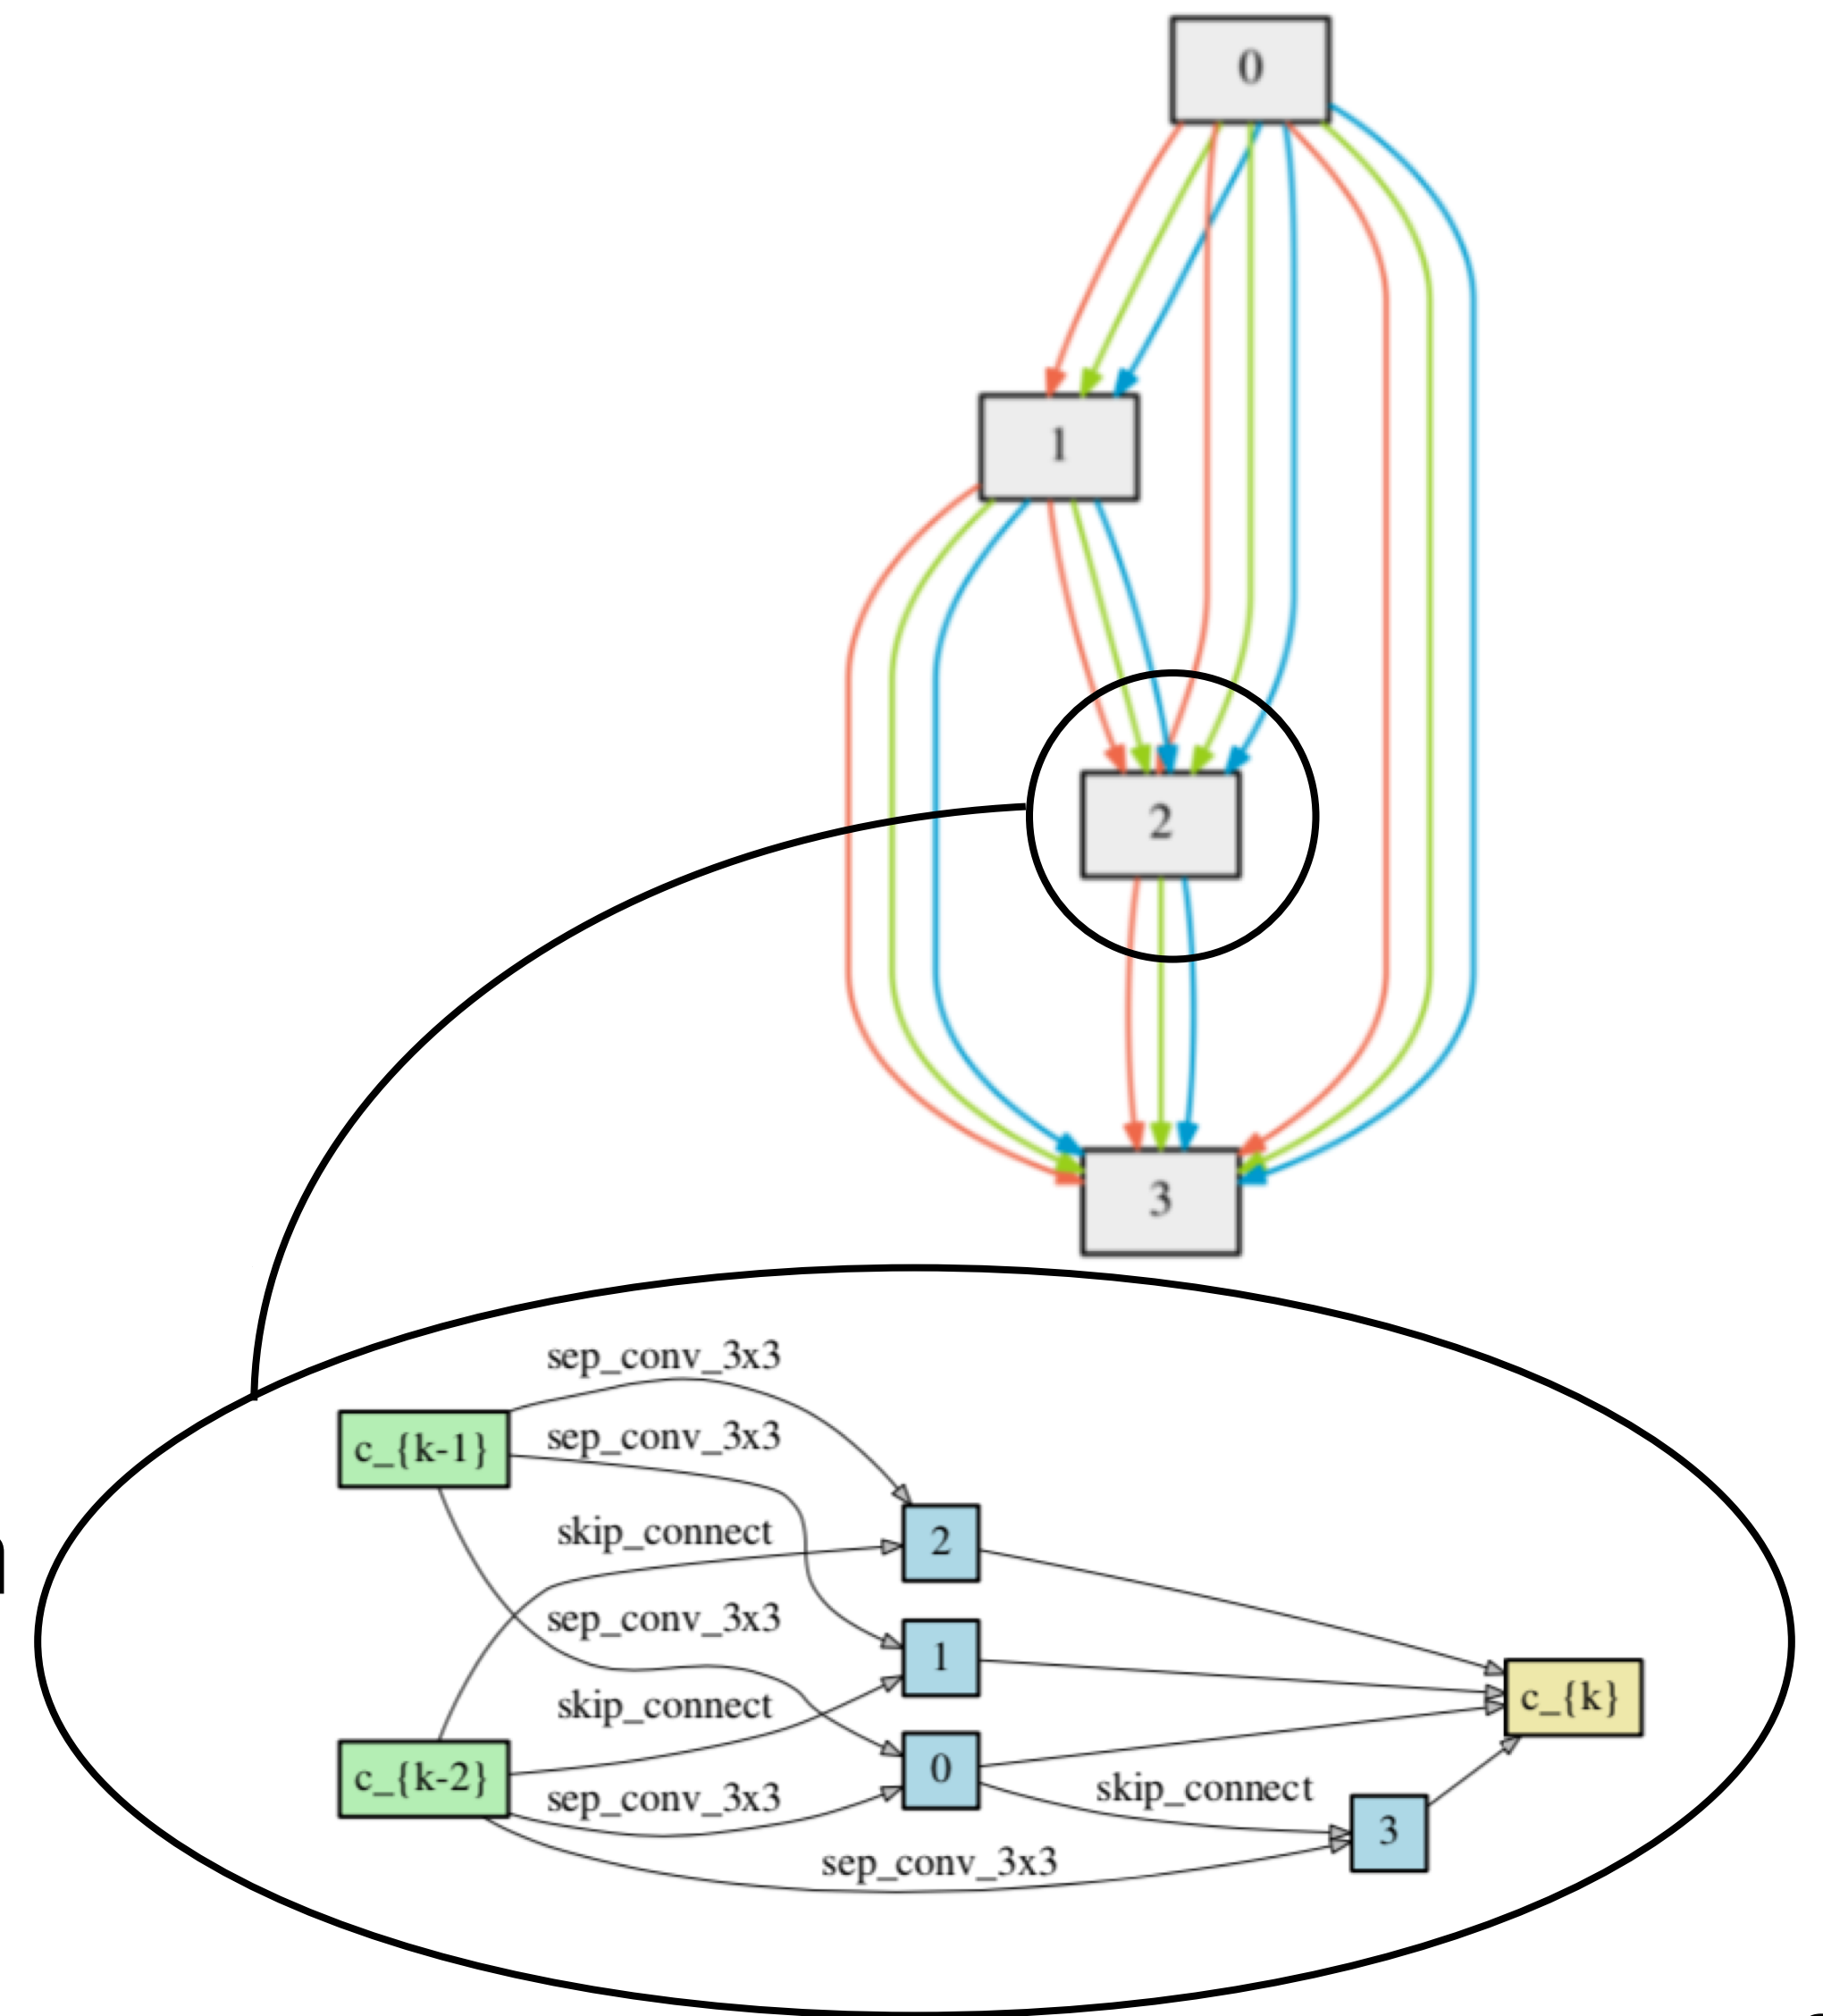 0
1
2
3
sep_conv_3x3
c_{k-1}
sep_conv_3x3
skip_connect
2
sep_conv_3x3
1
skip_connect
c_{k}
c_{k-2}
sep_conv_3x3
0
skip_connect
3
sep_conv_3x3